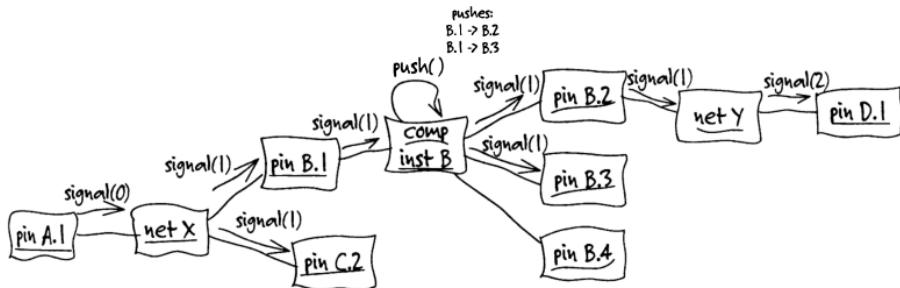 pushes:
B.1 -> B.2
B.1 -> B.3
push()
signal(1)
pin B.2
signal(1)
net Y
signal(2)
pin D.1
signal(1)
comp
inst B
signal(1)
pin B.3
signal(1)
pin B.1
signal(0)
pin A.1
net X
signal(1)
pin C.2
pin B.4